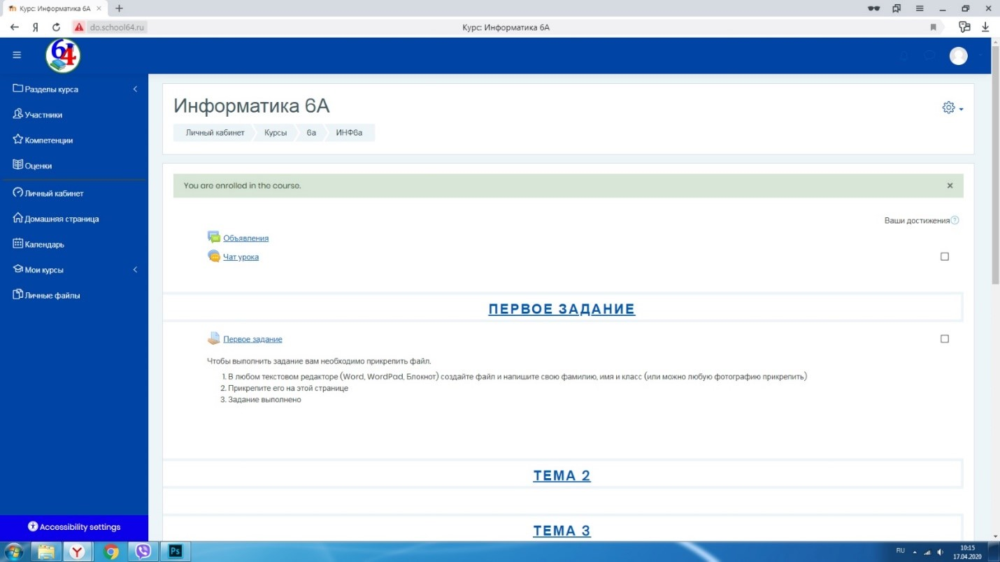 Курс: Информатика 6А
do.school64.ru
Курс: Информатика 6А
64
Разделы курса
Участники
Компетенции
Оценки
Личный кабинет
Домашняя страница
Календарь
Мои курсы
Личные файлы
Accessibility settings
Информатика 6А
Личный кабинет Курсы 6а ИНФ6а
You are enrolled in the course.
Ваши достижения
Объявления
Чат урока
ПЕРВОЕ ЗАДАНИЕ
Первое задание
Чтобы выполнить задание вам необходимо прикрепить файл.
1. В любом текстовом редакторе (Word, WordPad, Блокнот) создайте файл и напишите свою фамилию, имя и класс (или можно любую фотографию прикрепить)
2. Прикрепите его на этой странице
3. Задание выполнено
ТЕМА 2
ТЕМА 3
Ps
RU
10:15
17.04.2020